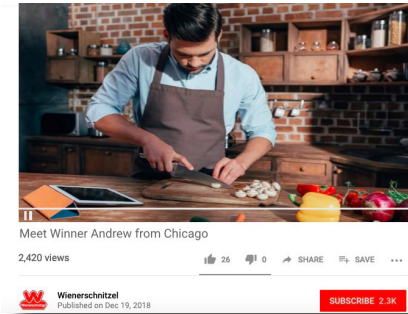 Meet Winner Andrew from Chicago
2,420 views
26 0 SHARE SAVE
Wienerschnitzel
Published on Dec 19, 2018
SUBSCRIBE 2.3K